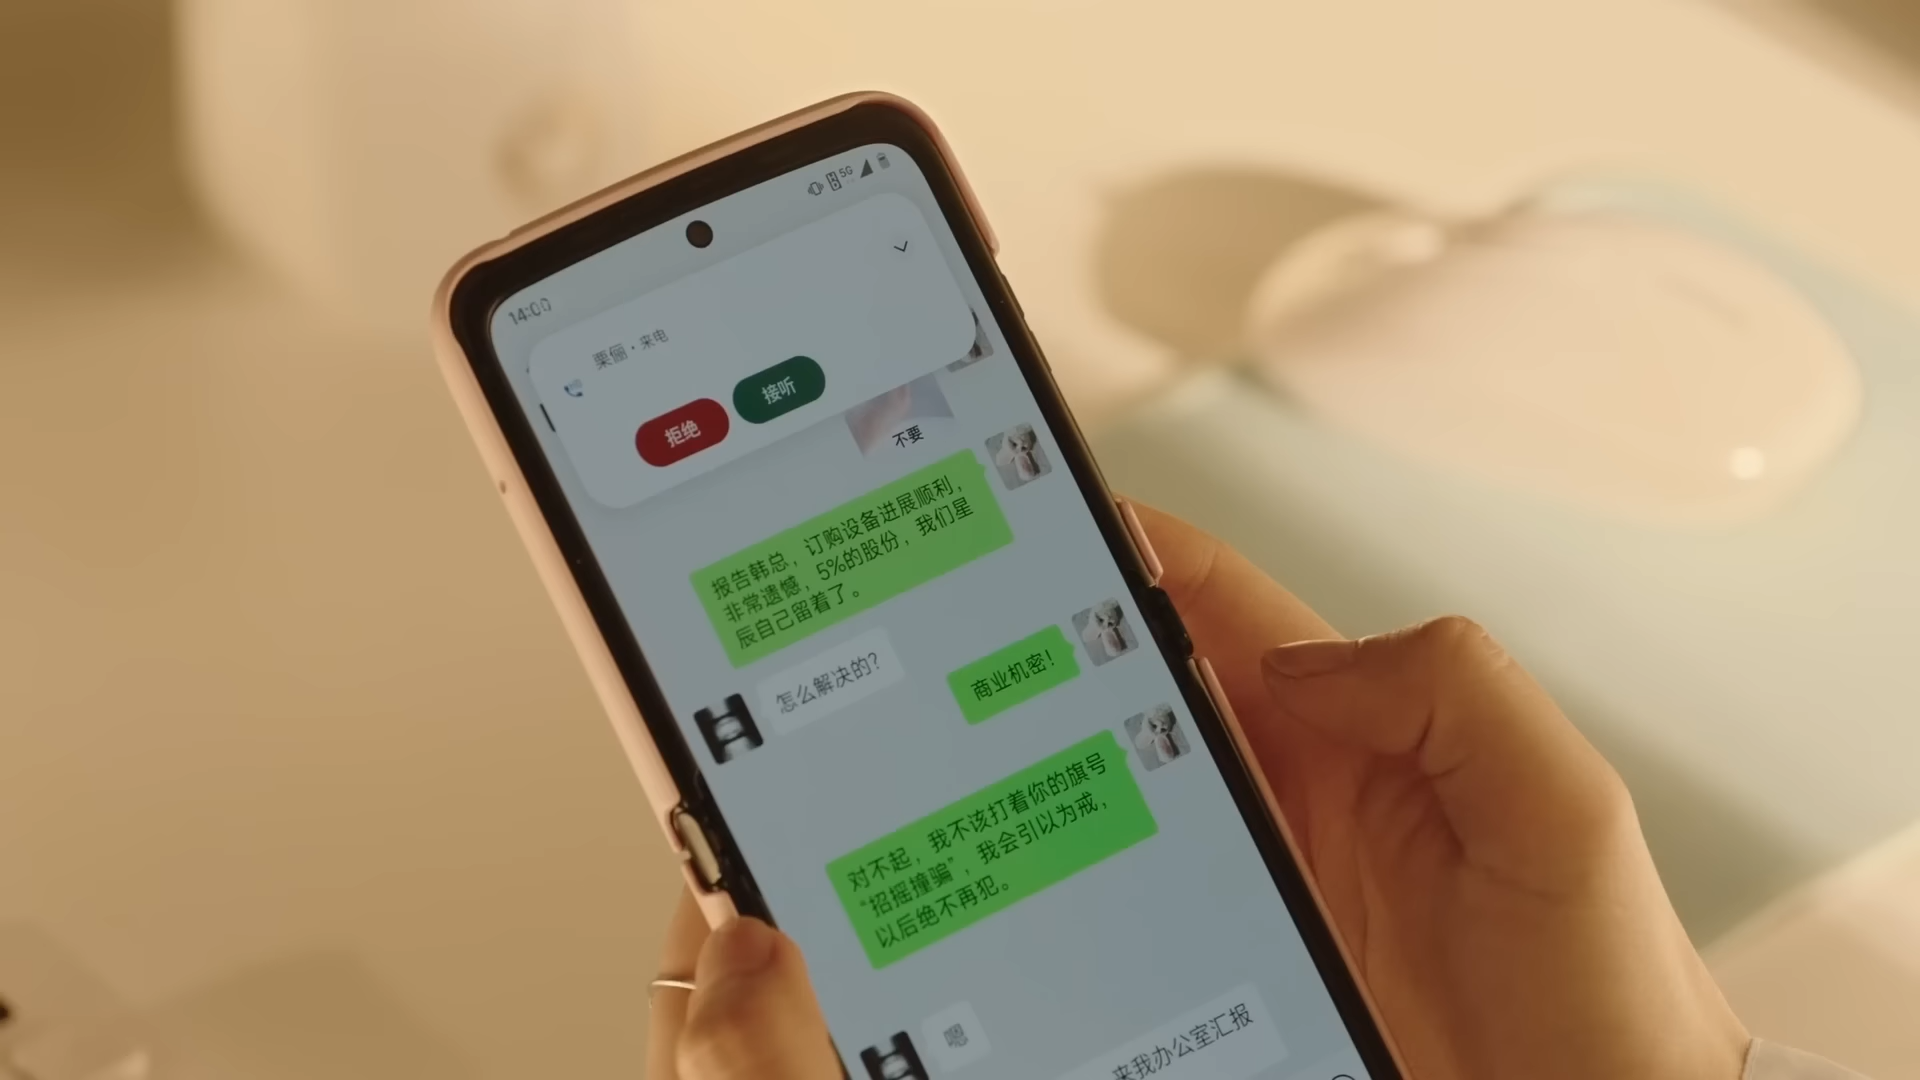 14:00
5G
栗俪·来电
拒绝
接听
不要
报告韩总，订购设备进展顺利，
非常遗憾，5%的股份，我们星
辰自己留着了。
怎么解决的？
商业机密！
对不起，我不该打着你的旗号
“招摇撞骗”，我会引以为戒，
以后绝不再犯。
嗯
来我办公室汇报